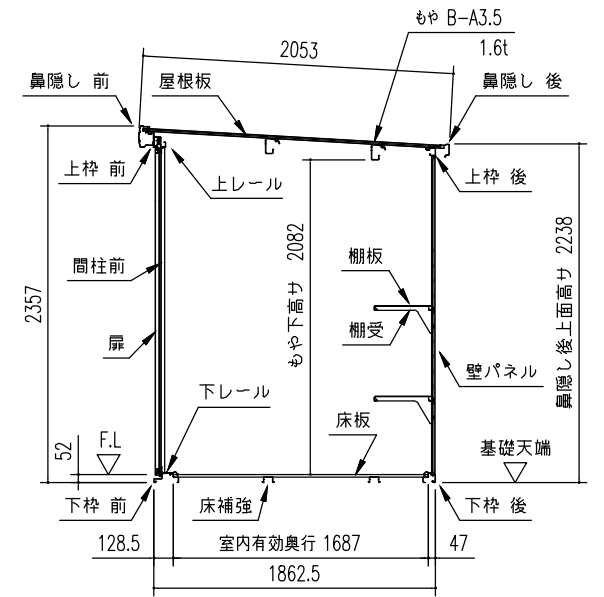 もや B-A3.5
1.6t
2053
鼻隠し 前
屋根板
鼻隠し 後
上枠 前
上レール
上枠 後
間柱前
2357
もや下高サ 2082
棚板
棚受
鼻隠し後上面高サ 2238
扉
壁パネル
下レール
52
F.L
床板
基礎天端
下枠 前
床補強
下枠 後
128.5
室内有効奥行 1687
47
1862.5